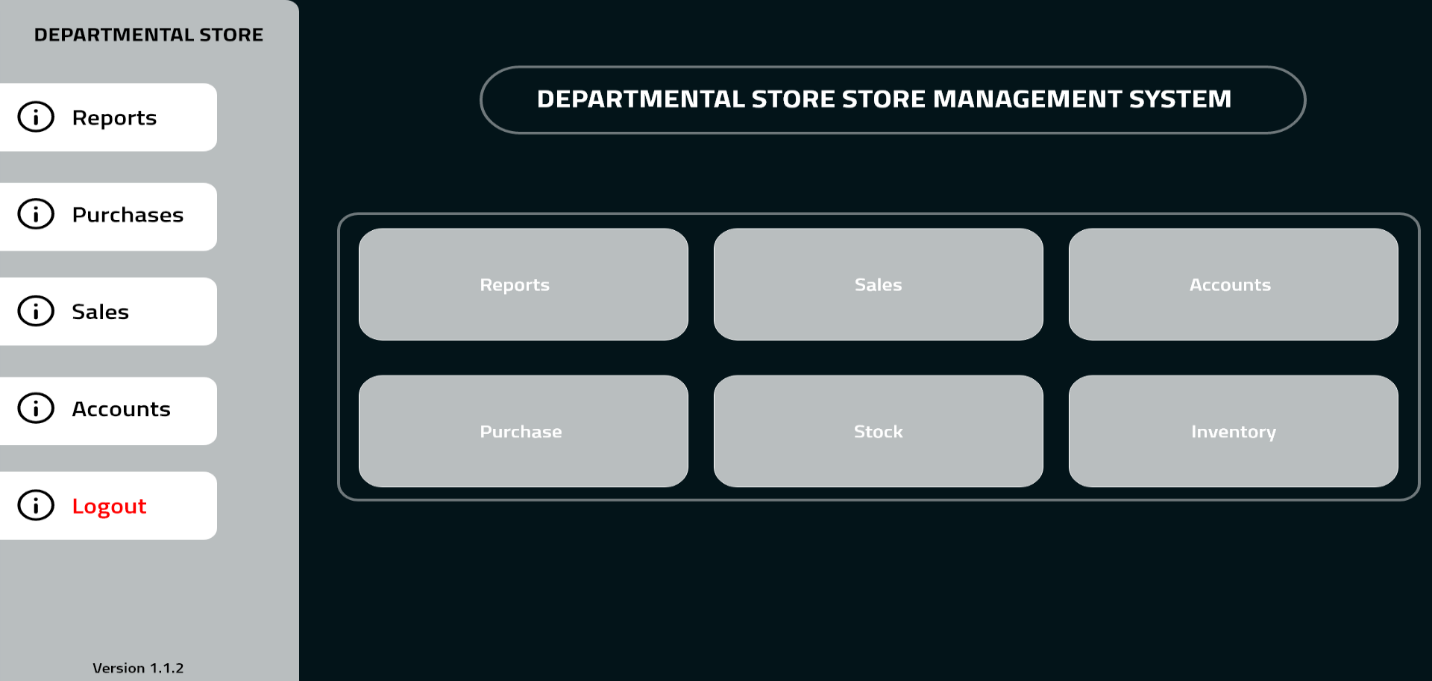 DEPARTMENTAL STORE
Reports
Purchases
Sales
Accounts
Logout
Version 1.1.2
DEPARTMENTAL STORE STORE MANAGEMENT SYSTEM
Reports
Sales
Accounts
Purchase
Stock
Inventory